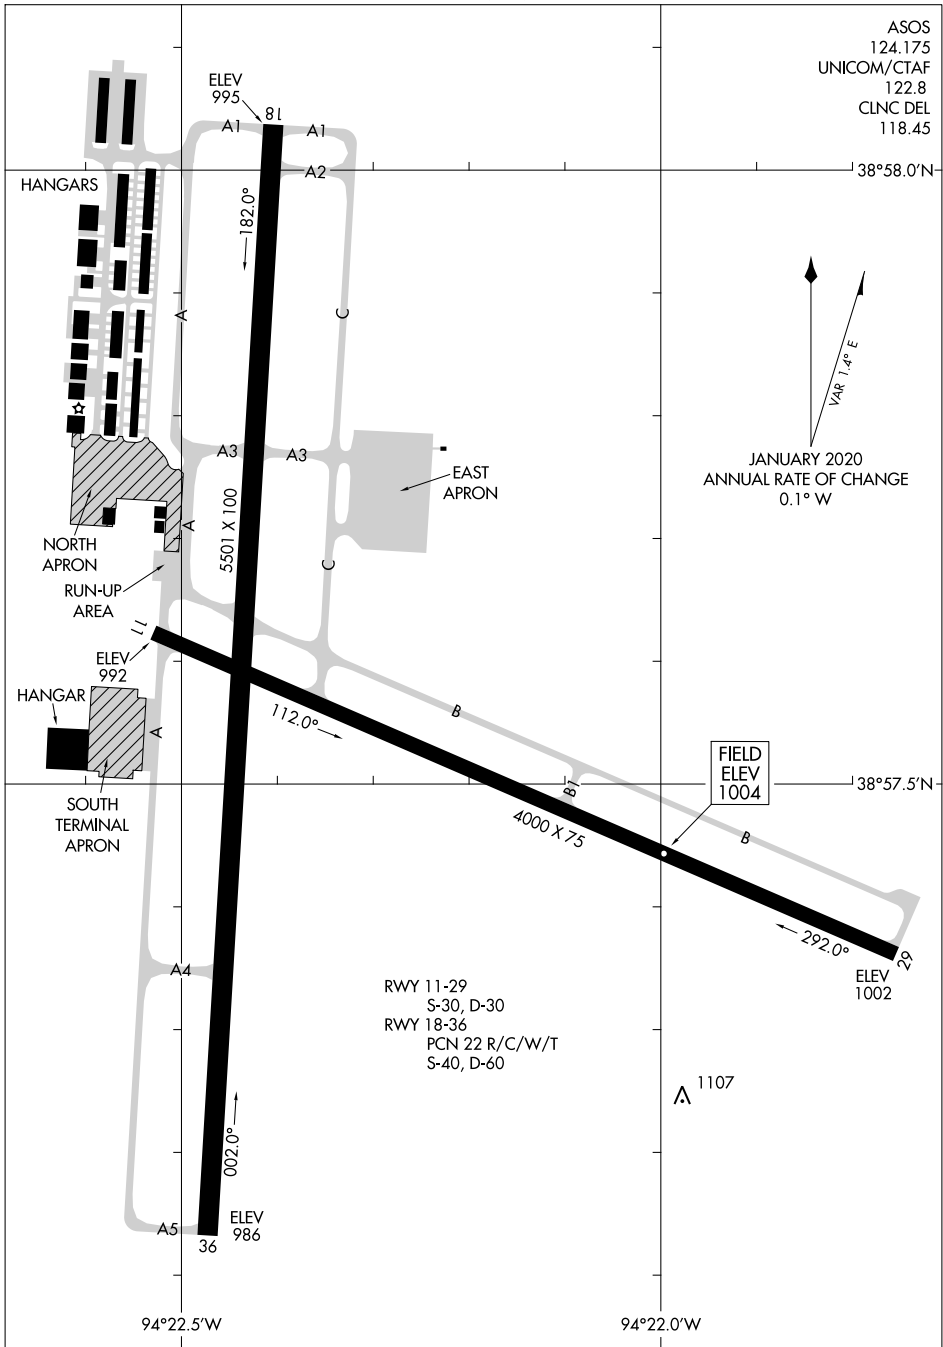 ASOS
124.175
UNICOM/CTAF
122.8
CLNC DEL
118.45
ELEV
995
18
A1
A1
A2
38°58.0'N
HANGARS
182.0°
A
C
VAR 1.4° E
JANUARY 2020
ANNUAL RATE OF CHANGE
0.1° W
A3
A3
EAST
APRON
5501 X 100
A
NORTH
APRON
C
RUN-UP
AREA
11
ELEV
992
HANGAR
A
112.0°
B
FIELD
ELEV
1004
38°57.5'N
B1
SOUTH
TERMINAL
APRON
4000 X 75
B
292.0°
29
ELEV
1002
A4
RWY 11-29
S-30, D-30
RWY 18-36
PCN 22 R/C/W/T
S-40, D-60
1107
002.0°
A5
ELEV
986
36
94°22.5'W
94°22.0'W